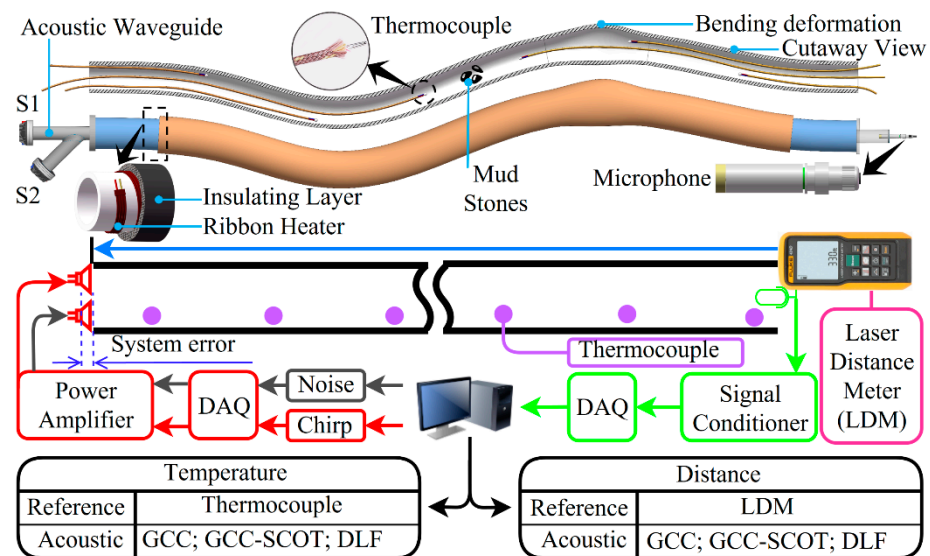 Acoustic Waveguide
Thermocouple
Bending deformation
Cutaway View
S1
S2
Mud
Stones
Microphone
Insulating Layer
Ribbon Heater
330
System error
Thermocouple
Laser
Distance
Meter
(LDM)
Power
Amplifier
DAQ
Noise
Chirp
DAQ
Signal
Conditioner
Temperature
Reference
Thermocouple
Acoustic
GCC; GCC-SCOT; DLF
Distance
Reference
LDM
Acoustic
GCC; GCC-SCOT; DLF